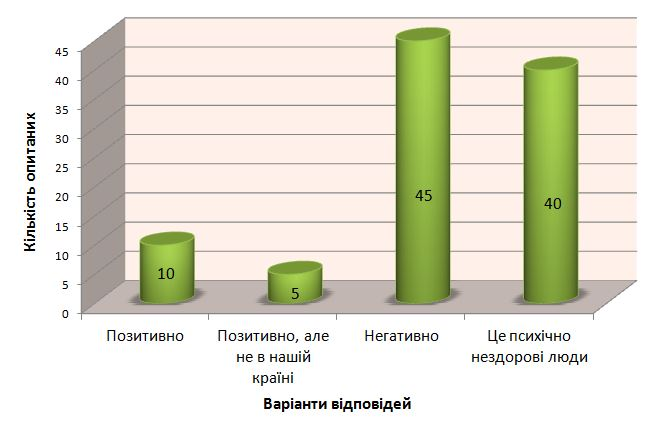 Кількість опитаних
45
40
35
30
25
20
15
10
5
0
10
5
45
40
Позитивно
Позитивно, але
не в нашій
країні
Негативно
Це психічно
нездорові люди
Варіанти відповідей